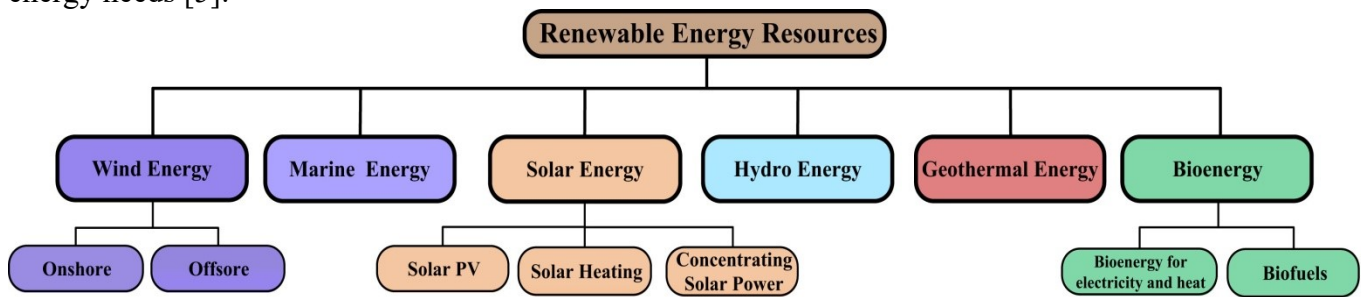 energy needs [3].
Renewable Energy Resources
Wind Energy
Marine Energy
Solar Energy
Hydro Energy
Geothermal Energy
Bioenergy
Onshore
Offsore
Solar PV
Solar Heating
Concentrating
Solar Power
Bioenergy for
electricity and heat
Biofuels